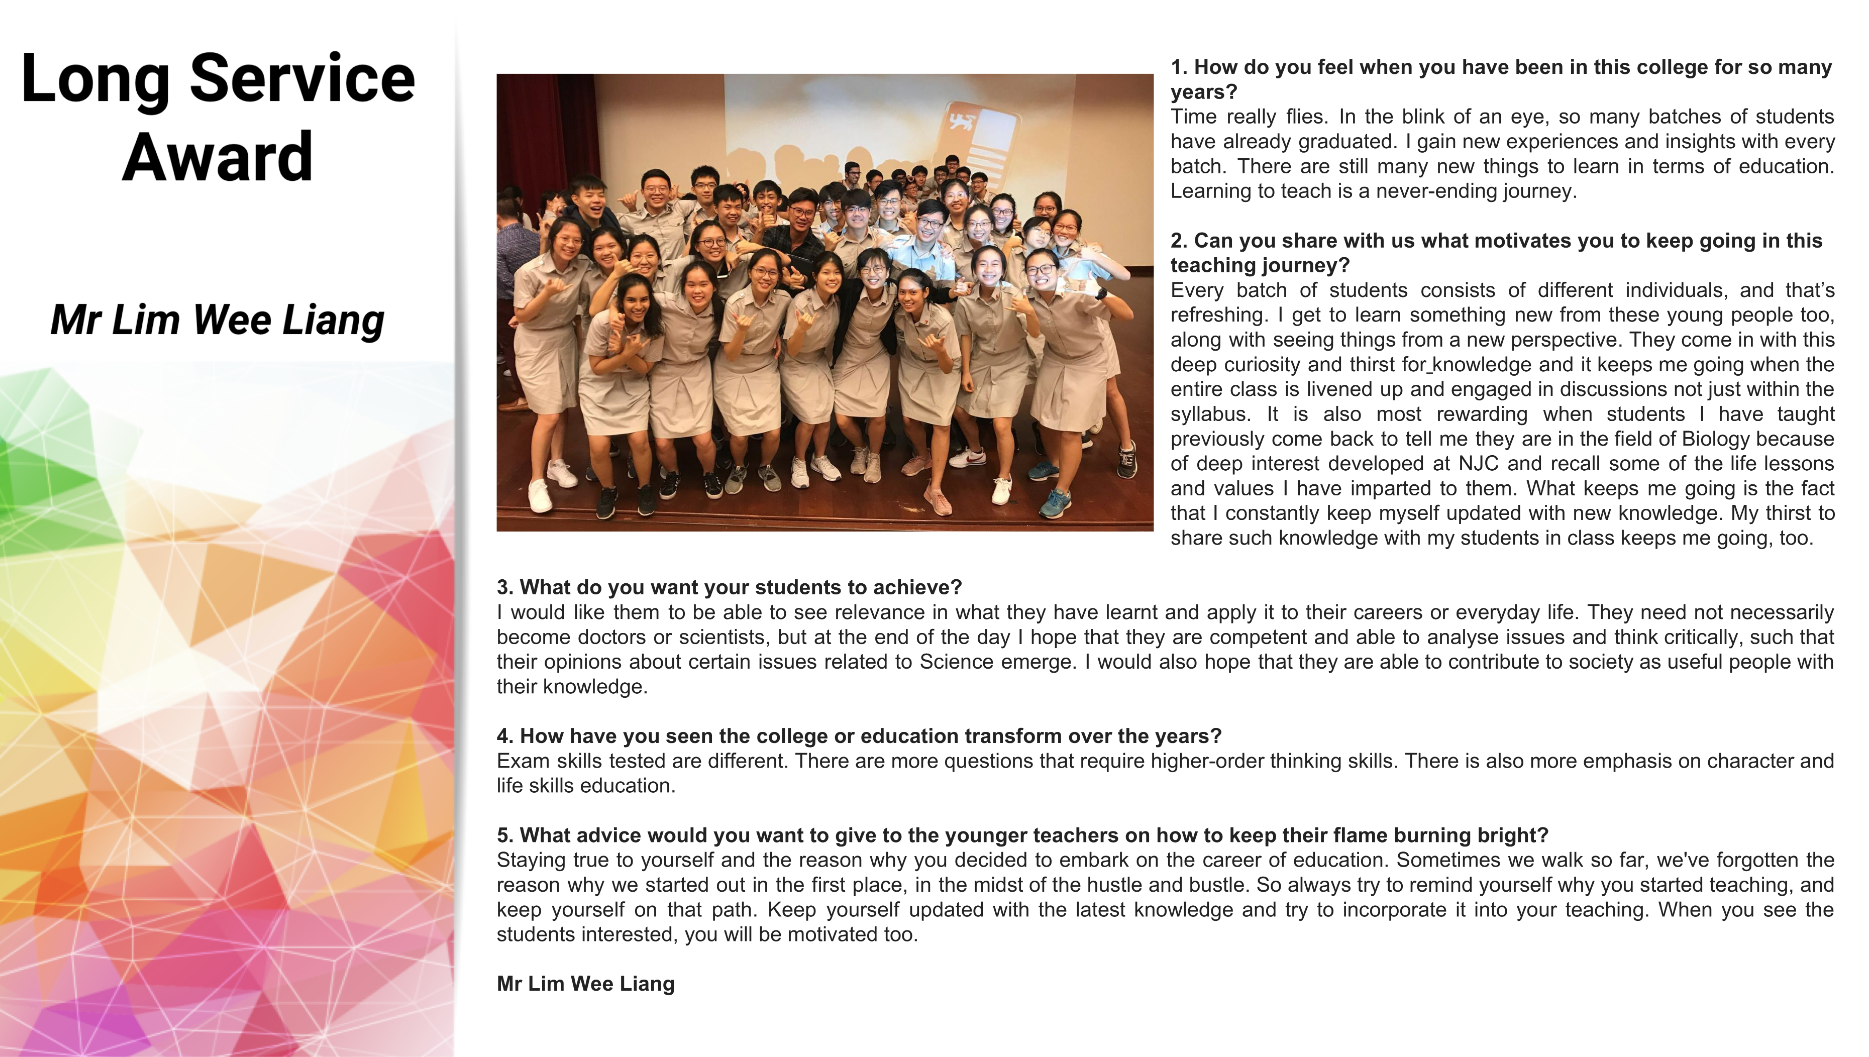 Long Service
Award
Mr Lim Wee Liang
1. How do you feel when you have been in this college for so many
years?
Time really flies. In the blink of an eye, so many batches of students
have already graduated. I gain new experiences and insights with every
batch. There are still many new things to learn in terms of education.
Learning to teach is a never-ending journey.
2. Can you share with us what motivates you to keep going in this
teaching journey?
Every batch of students consists of different individuals, and that’s
refreshing. I get to learn something new from these young people too,
along with seeing things from a new perspective. They come in with this
deep curiosity and thirst for knowledge and it keeps me going when the
entire class is livened up and engaged in discussions not just within the
syllabus. It is also most rewarding when students I have taught
previously come back to tell me they are in the field of Biology because
of deep interest developed at NJC and recall some of the life lessons
and values I have imparted to them. What keeps me going is the fact
that I constantly keep myself updated with new knowledge. My thirst to
share such knowledge with my students in class keeps me going, too.
3. What do you want your students to achieve?
I would like them to be able to see relevance in what they have learnt and apply it to their careers or everyday life. They need not necessarily
become doctors or scientists, but at the end of the day I hope that they are competent and able to analyse issues and think critically, such that
their opinions about certain issues related to Science emerge. I would also hope that they are able to contribute to society as useful people with
their knowledge.
4. How have you seen the college or education transform over the years?
Exam skills tested are different. There are more questions that require higher-order thinking skills. There is also more emphasis on character and
life skills education.
5. What advice would you want to give to the younger teachers on how to keep their flame burning bright?
Staying true to yourself and the reason why you decided to embark on the career of education. Sometimes we walk so far, we've forgotten the
reason why we started out in the first place, in the midst of the hustle and bustle. So always try to remind yourself why you started teaching, and
keep yourself on that path. Keep yourself updated with the latest knowledge and try to incorporate it into your teaching. When you see the
students interested, you will be motivated too.
Mr Lim Wee Liang